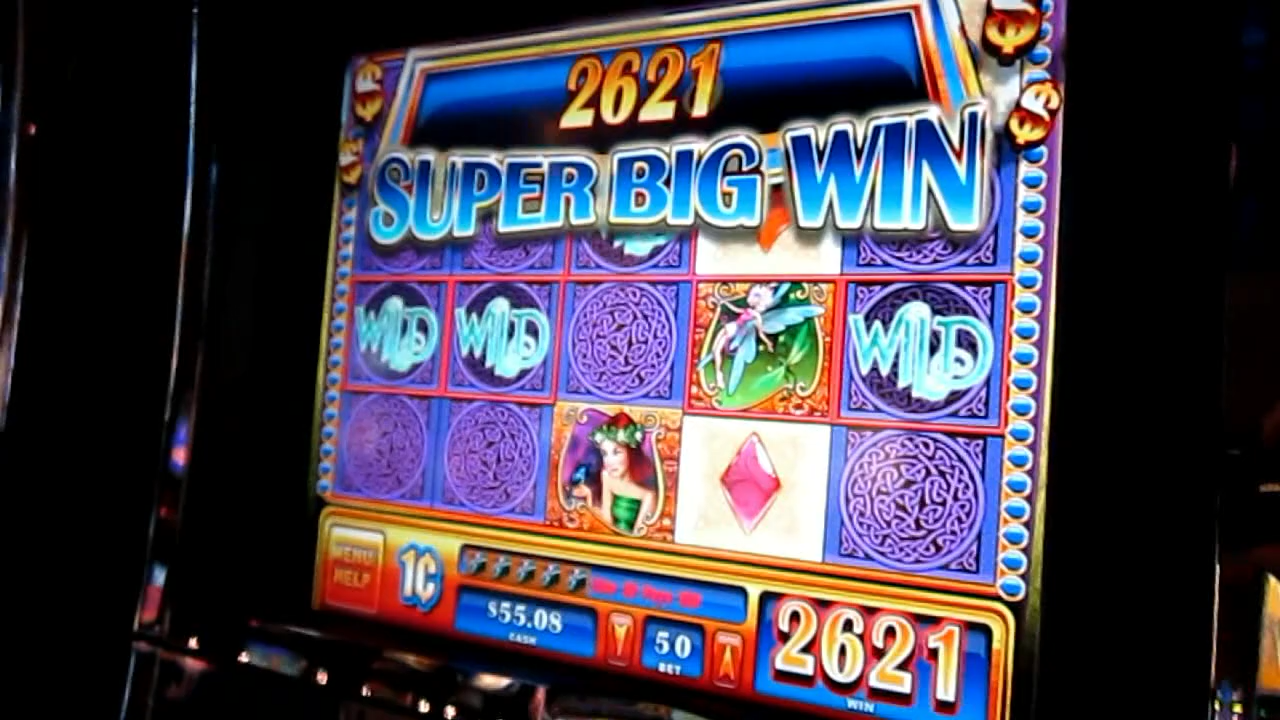 2621
SUPER BIG WIN
WILD WILD WILD
MENU
HELP
1¢
$55.08
CASH
50
BET
2621
WIN